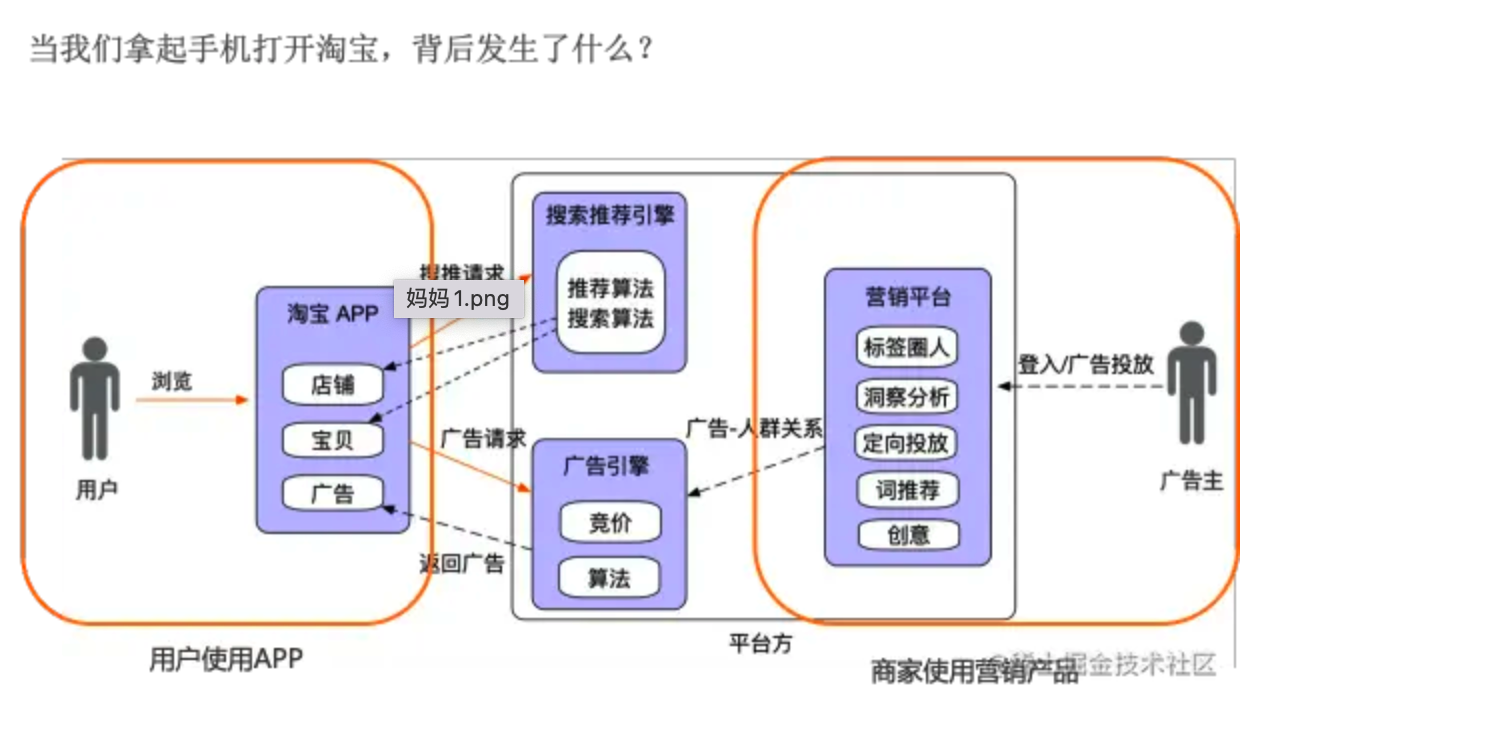 当我们拿起手机打开淘宝，背后发生了什么？
搜索推荐引擎
推荐算法
搜索算法
搜推请求
妈妈1.png
淘宝 APP
店铺
宝贝
广告
浏览
用户
广告请求
返回广告
广告引擎
竞价
算法
广告-人群关系
营销平台
标签圈人
洞察分析
定向投放
词推荐
创意
登入/广告投放
广告主
平台方
用户使用APP
商家使用营销产品
@稀土掘金技术社区